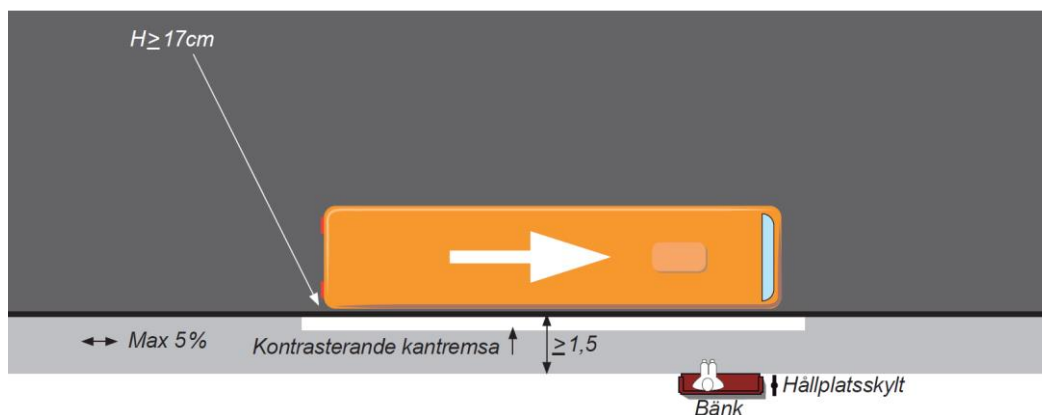 H≥17cm
Max 5%
Kontrasterande kantremsa
≥1,5
Hållplatsskylt
Bänk